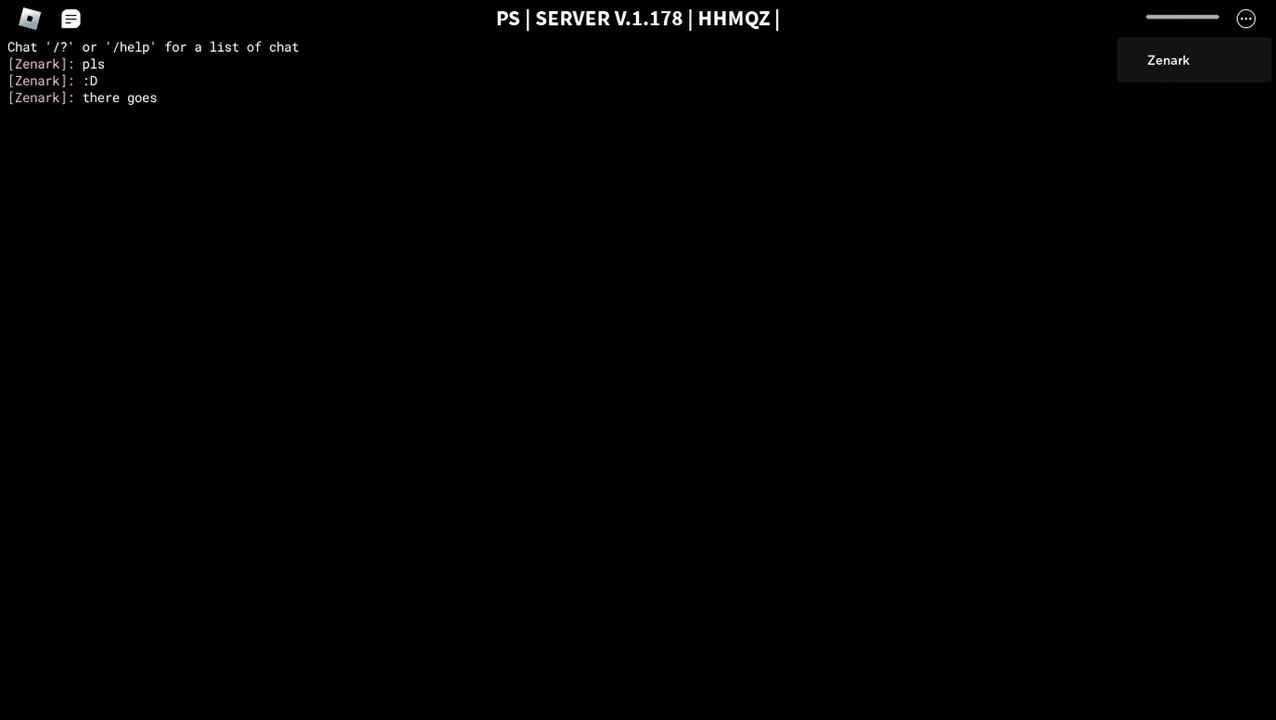 PS | SERVER V.1.178 | HHMQZ |
Chat '/?' or '/help' for a list of chat
[Zenark]: pls
[Zenark]: :D
[Zenark]: there goes
Zenark